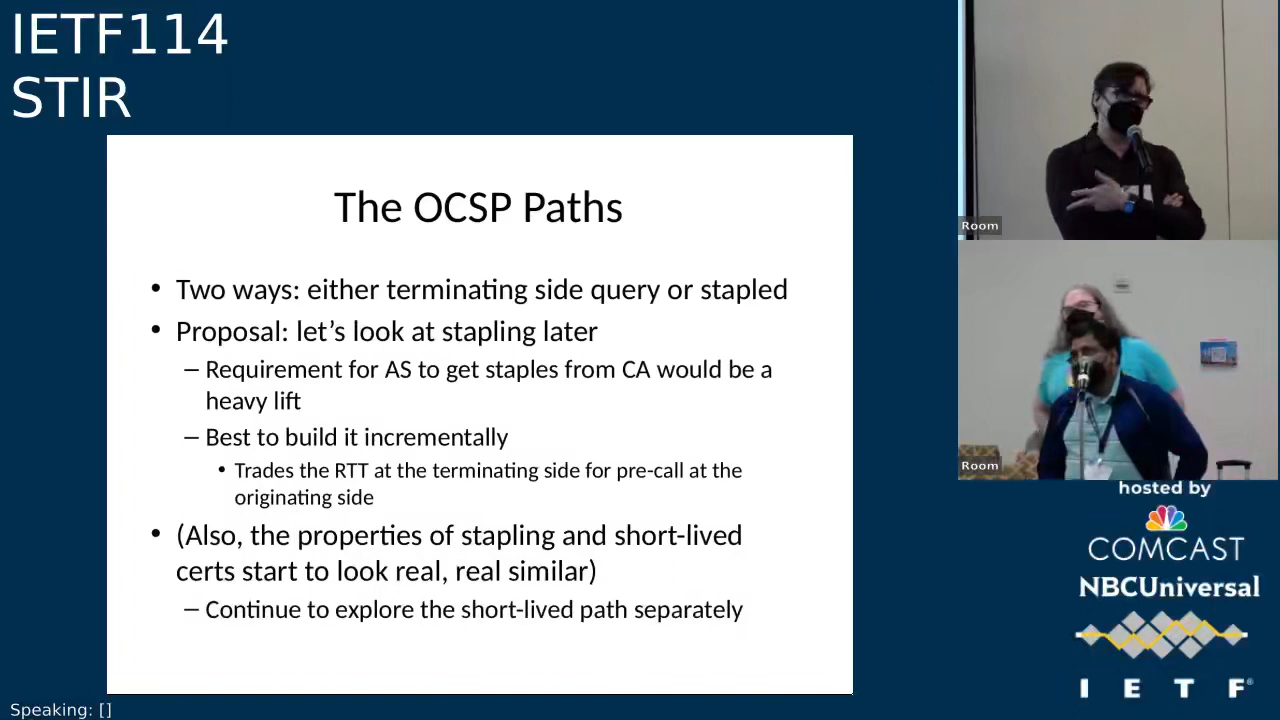 IETF114
STIR
The OCSP Paths
• Two ways: either terminating side query or stapled
• Proposal: let’s look at stapling later
– Requirement for AS to get staples from CA would be a
heavy lift
– Best to build it incrementally
• Trades the RTT at the terminating side for pre-call at the
originating side
• (Also, the properties of stapling and short-lived
certs start to look real, real similar)
– Continue to explore the short-lived path separately
Room
Room
hosted by
COMCAST
NBCUniversal
I E T F®
Speaking: []